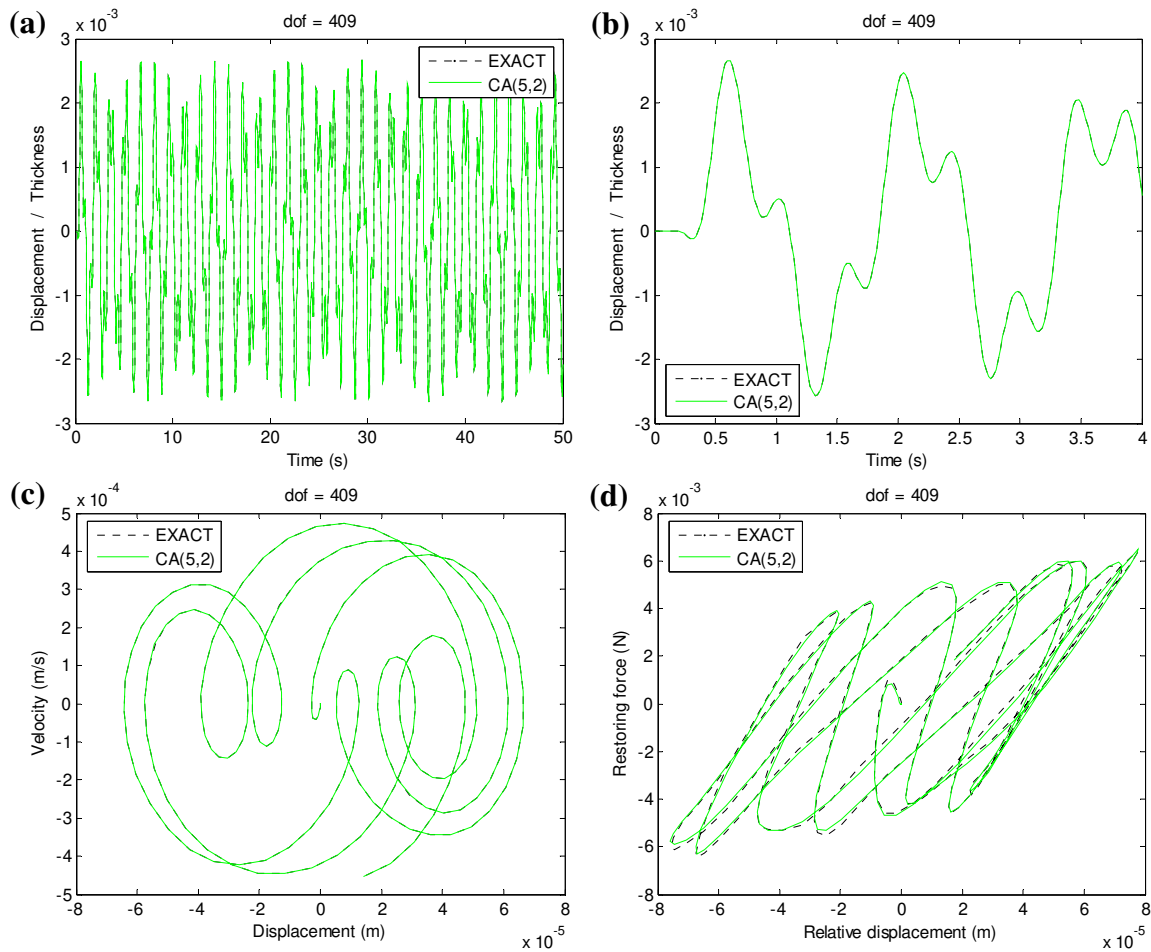 (a)
x 10⁻³
dof = 409
3
2
1
0
-1
-2
-3
Displacement / Thickness
EXACT
CA(5,2)
0
10
20
30
40
50
Time (s)
(b)
x 10⁻³
dof = 409
3
2
1
0
-1
-2
-3
Displacement / Thickness
EXACT
CA(5,2)
0
0.5
1
1.5
2
2.5
3
3.5
4
Time (s)
(c)
x 10⁻⁴
dof = 409
5
4
3
2
1
0
-1
-2
-3
-4
-5
Velocity (m/s)
EXACT
CA(5,2)
-8
-6
-4
-2
0
2
4
6
8
Displacement (m)
x 10⁻⁵
(d)
x 10⁻³
dof = 409
8
6
4
2
0
-2
-4
-6
-8
Restoring force (N)
EXACT
CA(5,2)
-8
-6
-4
-2
0
2
4
6
8
Relative displacement (m)
x 10⁻⁵